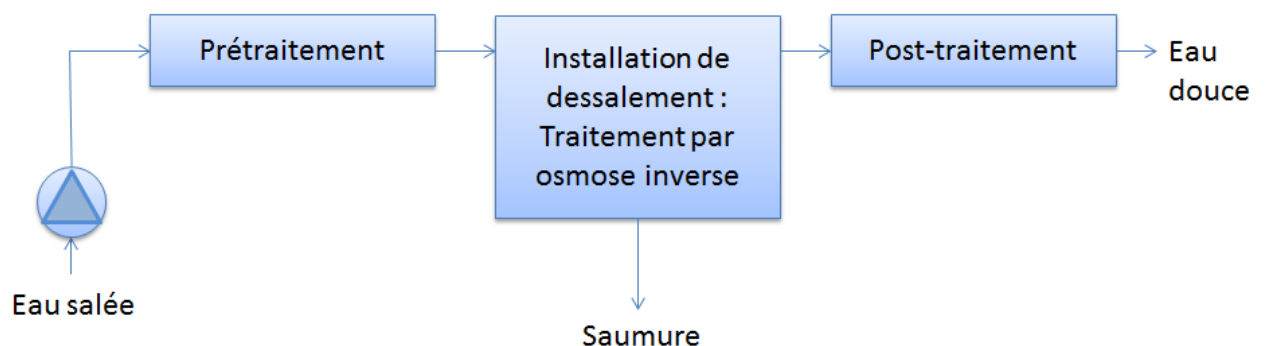 Prétraitement
Installation de
dessalement :
Traitement par
osmose inverse
Post-traitement
Eau
douce
Eau salée
Saumure